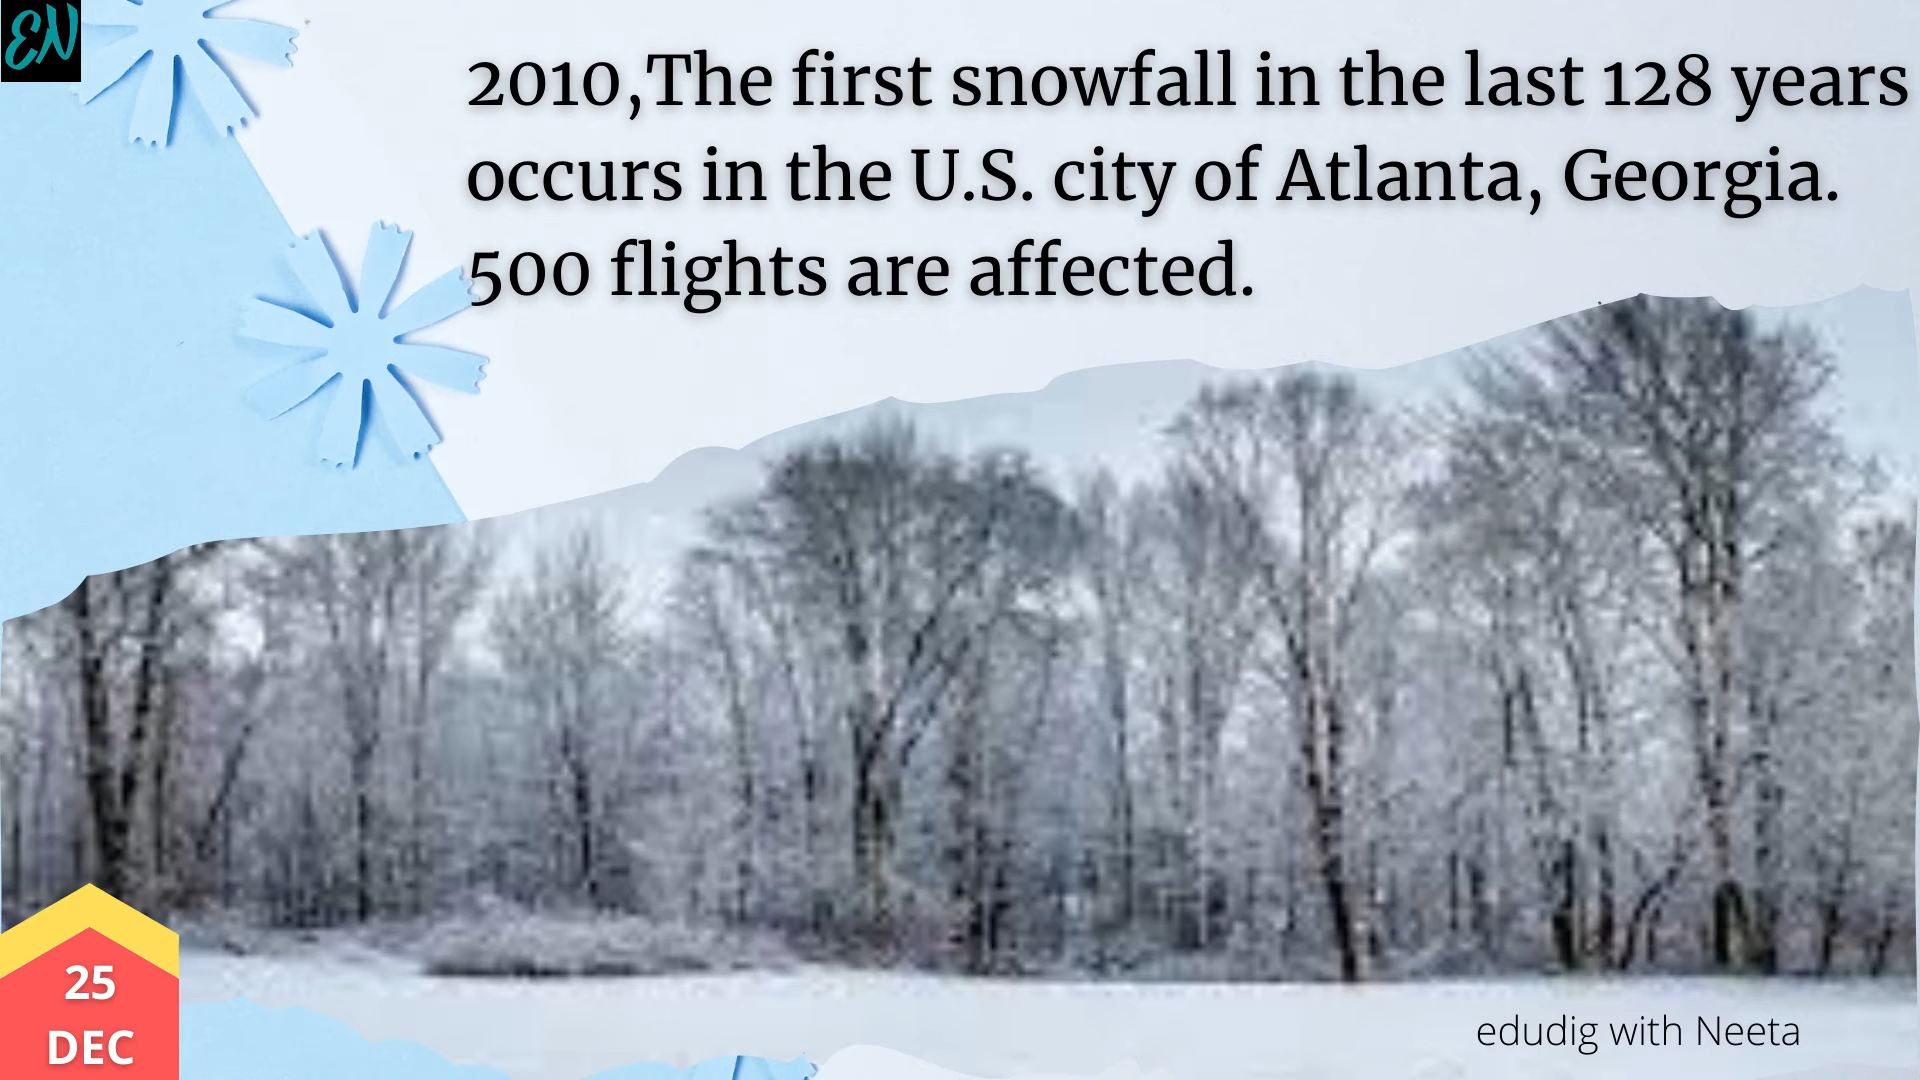 EN
2010,The first snowfall in the last 128 years
occurs in the U.S. city of Atlanta, Georgia.
500 flights are affected.
25
DEC
edudig with Neeta